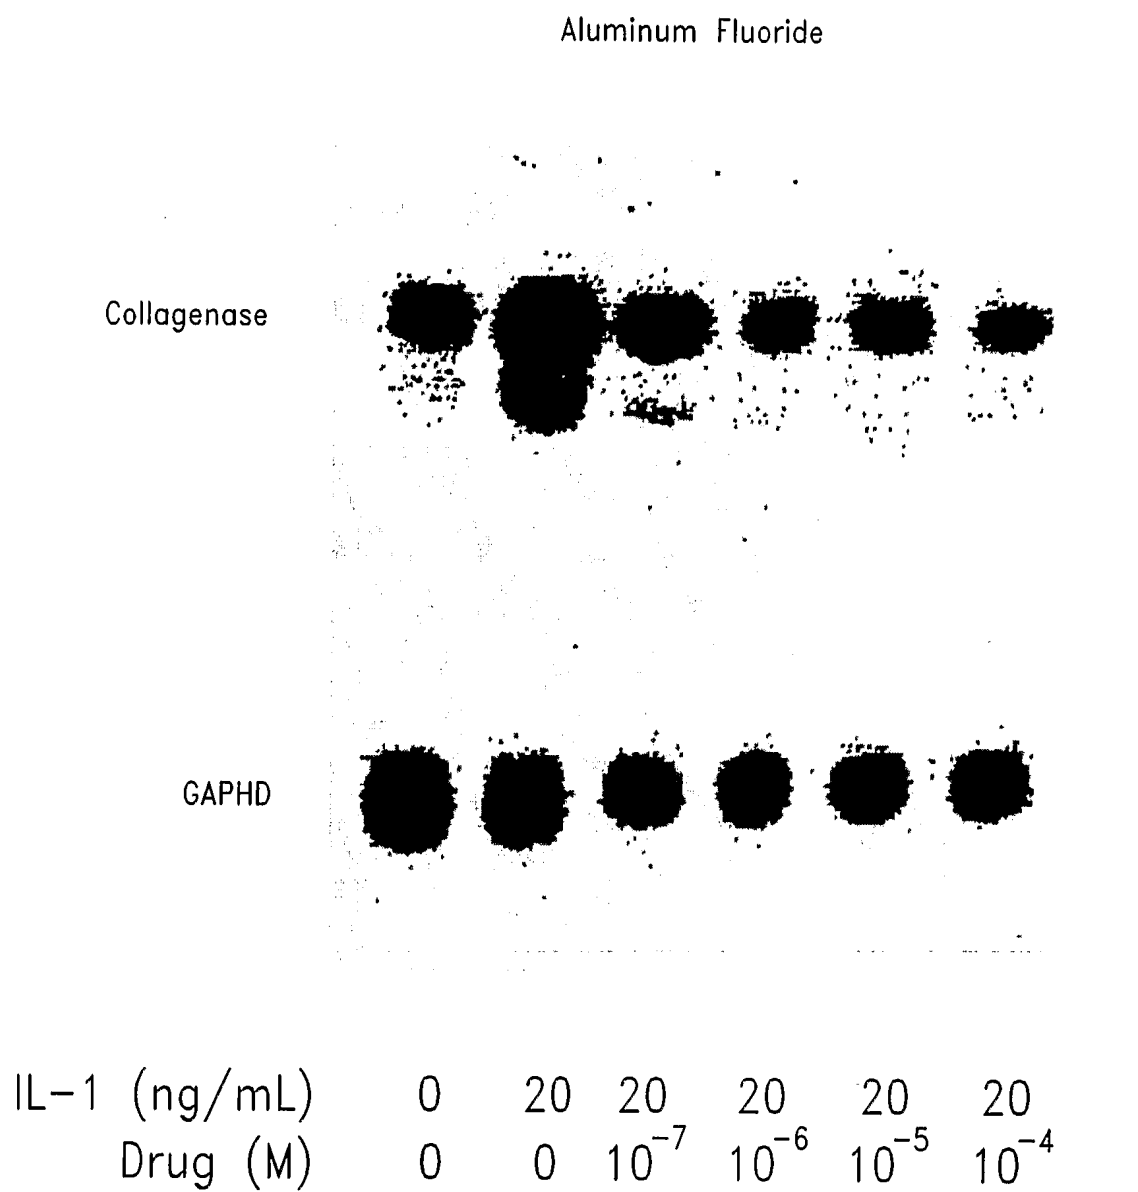 Aluminum Fluoride
Collagenase
GAPHD
IL-1 (ng/mL) 0 20 20 20 20 20
Drug (M) 0 0 10⁻⁷ 10⁻⁶ 10⁻⁵ 10⁻⁴